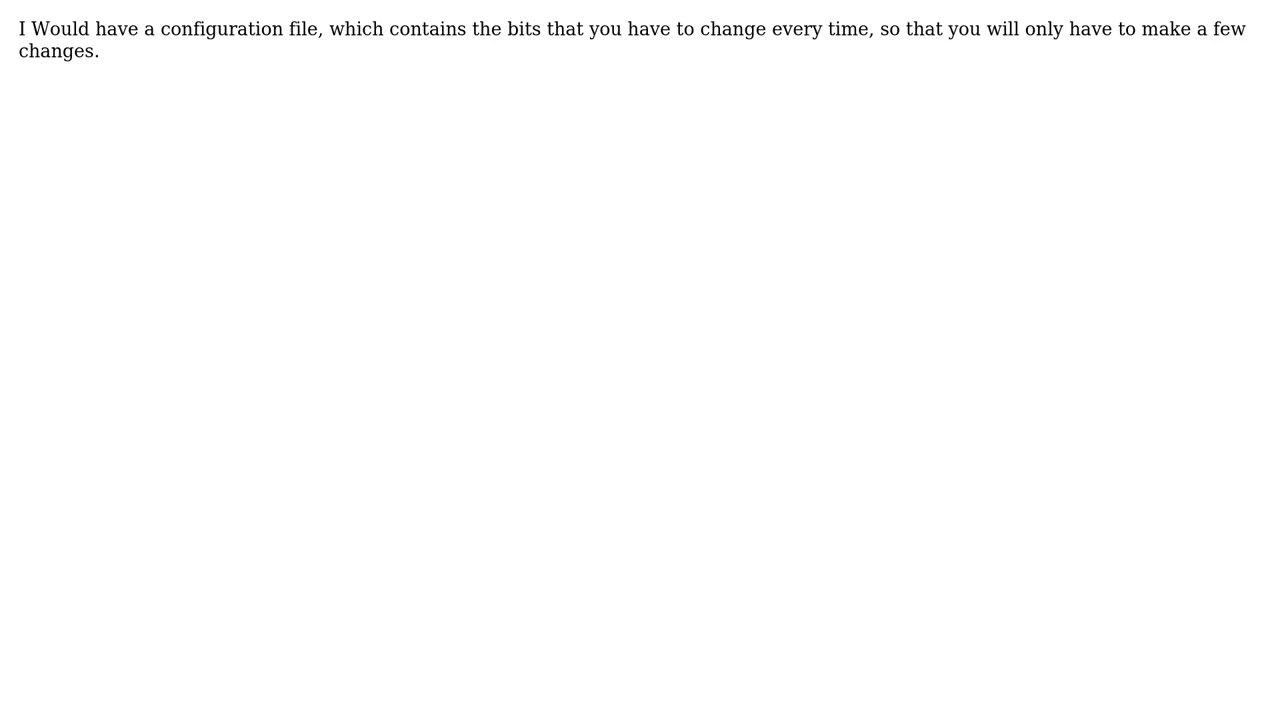 I Would have a configuration file, which contains the bits that you have to change every time, so that you will only have to make a few
changes.